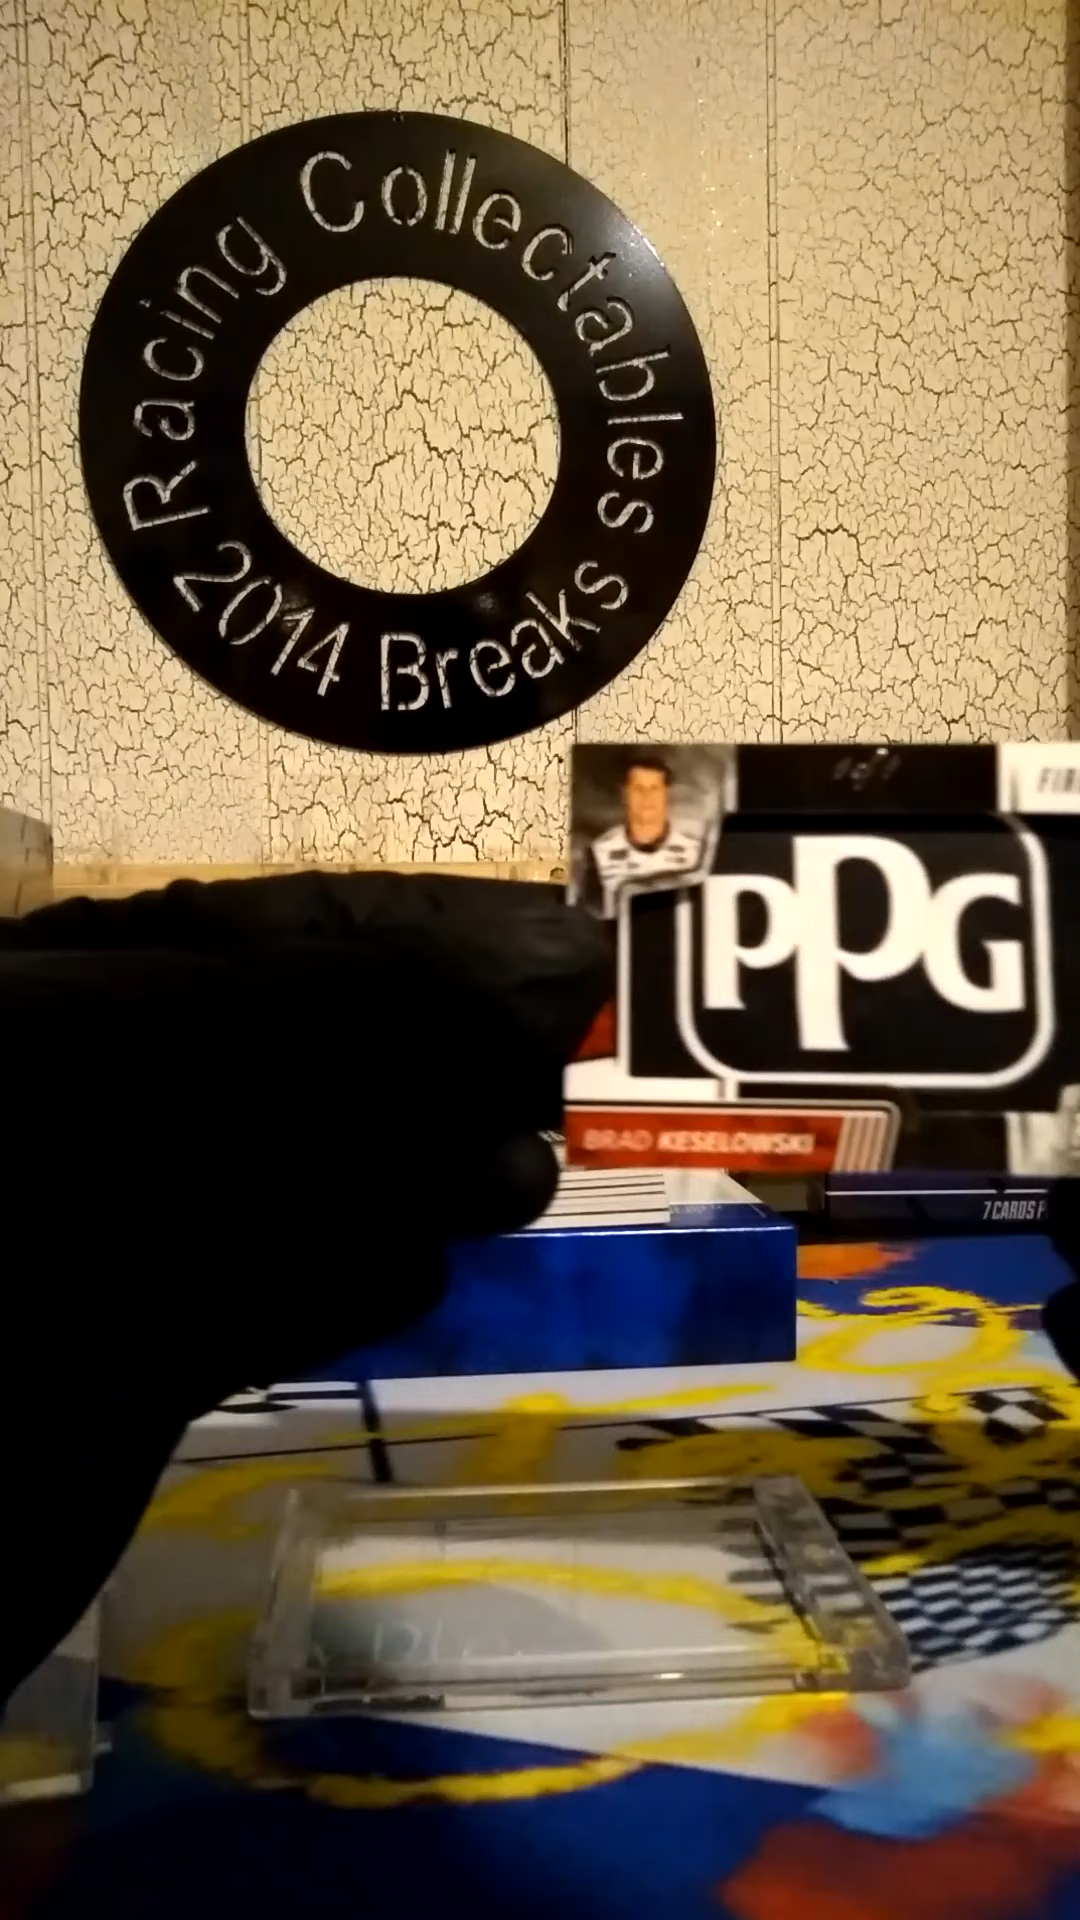 Racing Collectables
2014 Breaks
PPG
BRAD KESELOWSKI
7 CARDS